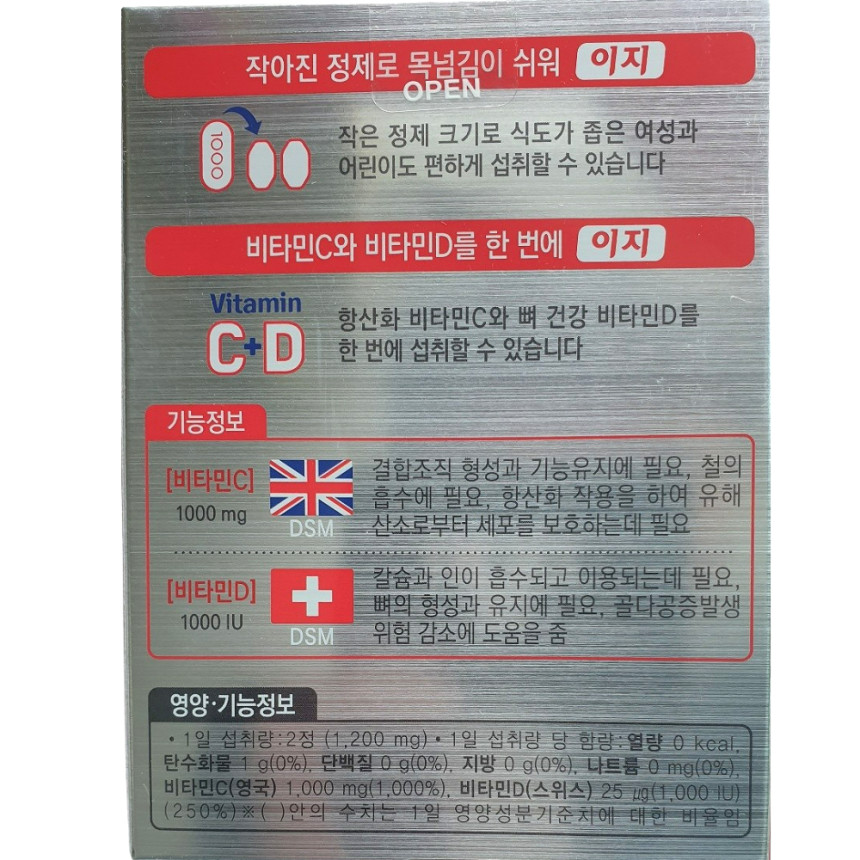 작아진 정제로 목넘김이 쉬워 이지
OPEN
1000
작은 정제 크기로 식도가 좁은 여성과
어린이도 편하게 섭취할 수 있습니다
비타민C와 비타민D를 한 번에 이지
Vitamin
C+D
항산화 비타민C와 뼈 건강 비타민D를
한 번에 섭취할 수 있습니다
기능정보
[비타민C]
1000 mg
DSM
결합조직 형성과 기능유지에 필요, 철의
흡수에 필요, 항산화 작용을 하여 유해
산소로부터 세포를 보호하는데 필요
[비타민D]
1000 IU
DSM
칼슘과 인이 흡수되고 이용되는데 필요,
뼈의 형성과 유지에 필요, 골다공증발생
위험 감소에 도움을 줌
영양·기능정보
• 1일 섭취량:2정 (1,200 mg) • 1일 섭취량 당 함량:열량 0 kcal,
탄수화물 1 g(0%), 단백질 0 g(0%), 지방 0 g(0%), 나트륨 0 mg(0%),
비타민C(영국) 1,000 mg(1,000%), 비타민D(스위스) 25 ㎍(1,000 IU)
(250%)※( )안의 수치는 1일 영양성분기준치에 대한 비율임